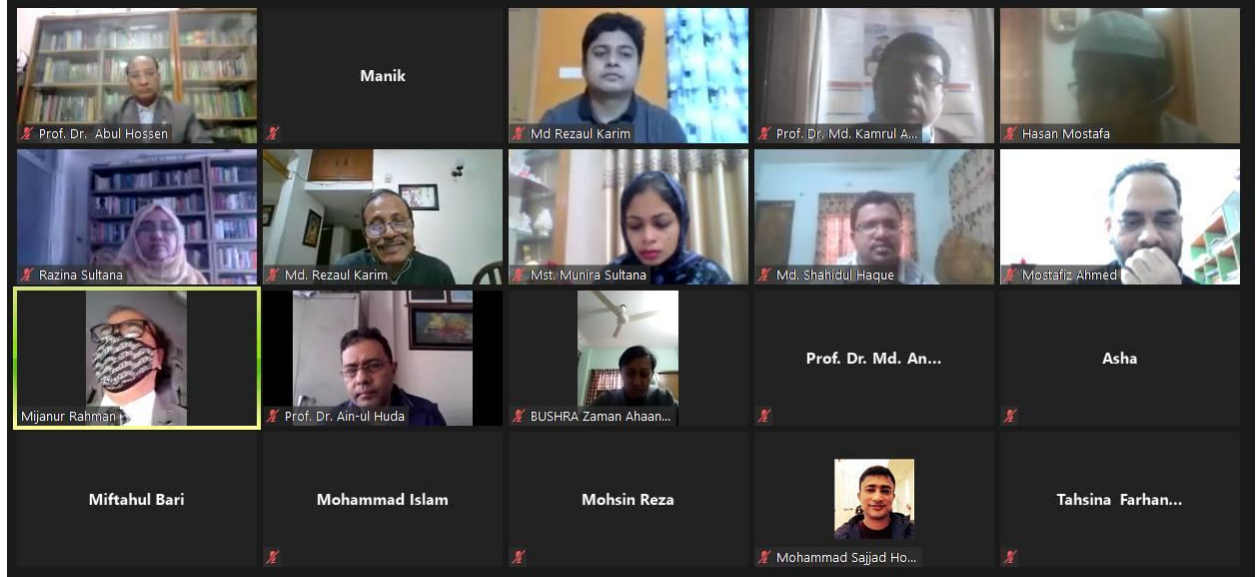 Prof. Dr. Abul Hossen
Manik
Md Rezaul Karim
Prof. Dr. Md. Kamrul A...
Hasan Mostafa
Razina Sultana
Md. Rezaul Karim
Mst. Munira Sultana
Md. Shahidul Haque
Mostafiz Ahmed
Mijanur Rahman
Prof. Dr. Ain-ul Huda
BUSHRA Zaman Ahaan...
Prof. Dr. Md. An...
Asha
Miftahul Bari
Mohammad Islam
Mohsin Reza
Mohammad Sajjad Ho...
Tahsina Farhan...